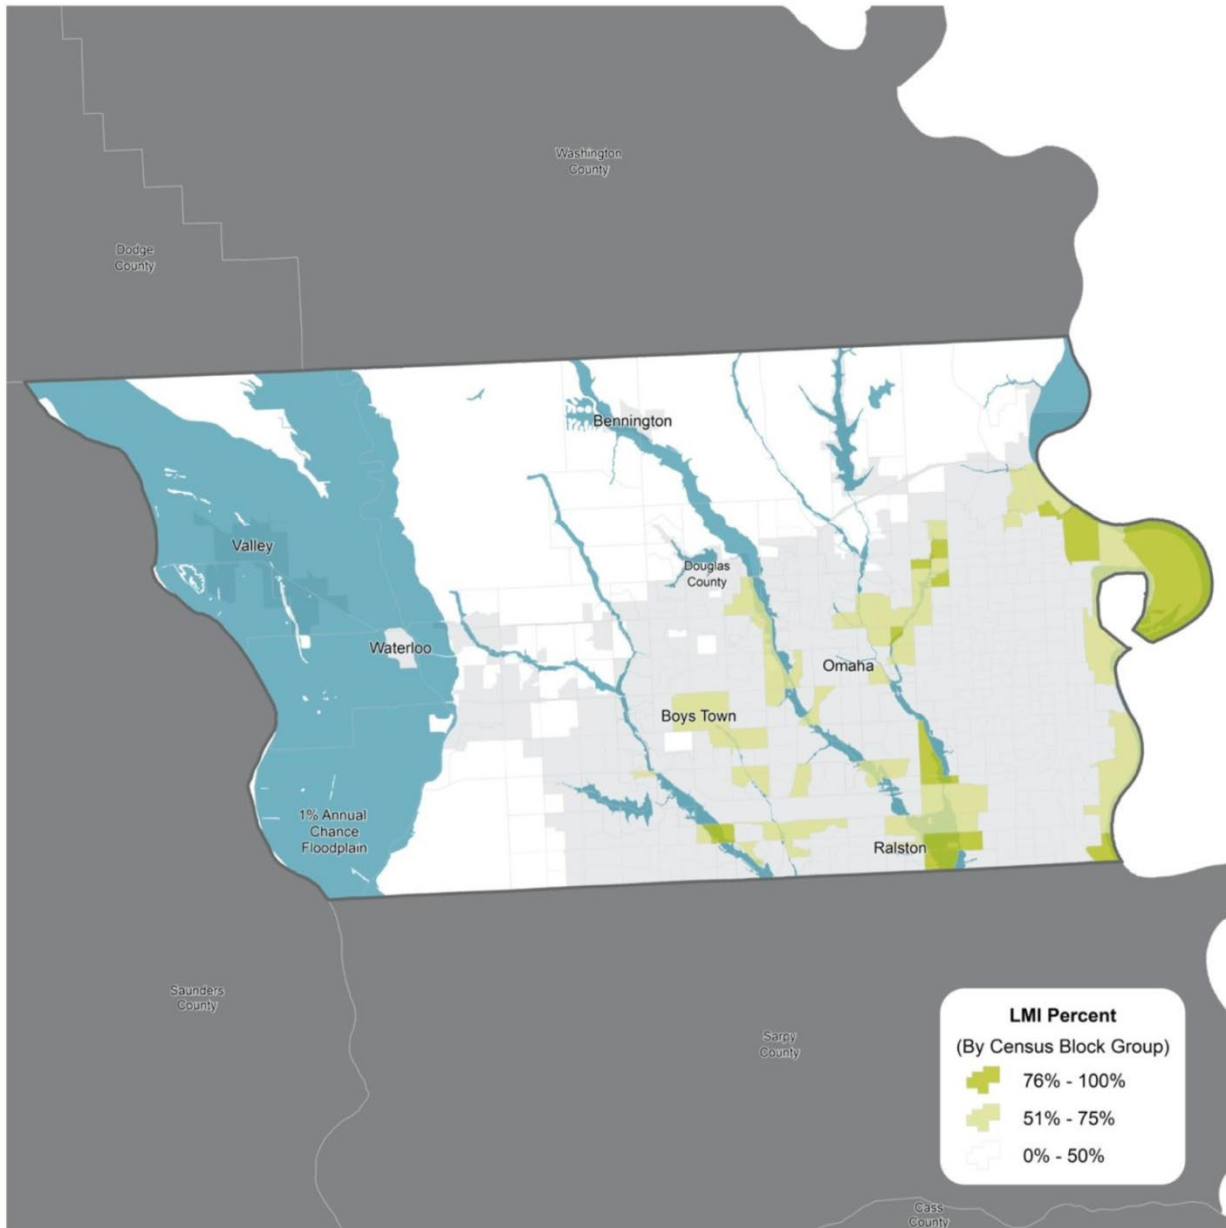 Washington
County
Dodge
County
Bennington
Valley
Douglas
County
Waterloo
Omaha
Boys Town
1% Annual
Chance
Floodplain
Ralston
Saunders
County
Sarpy
County
LMI Percent
(By Census Block Group)
76% - 100%
51% - 75%
0% - 50%
Cass
County